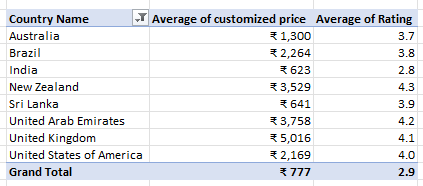 Country Name Average of customized price Average of Rating
Australia ₹ 1,300 3.7
Brazil ₹ 2,264 3.8
India ₹ 623 2.8
New Zealand ₹ 3,529 4.3
Sri Lanka ₹ 641 3.9
United Arab Emirates ₹ 3,758 4.2
United Kingdom ₹ 5,016 4.1
United States of America ₹ 2,169 4.0
Grand Total ₹ 777 2.9